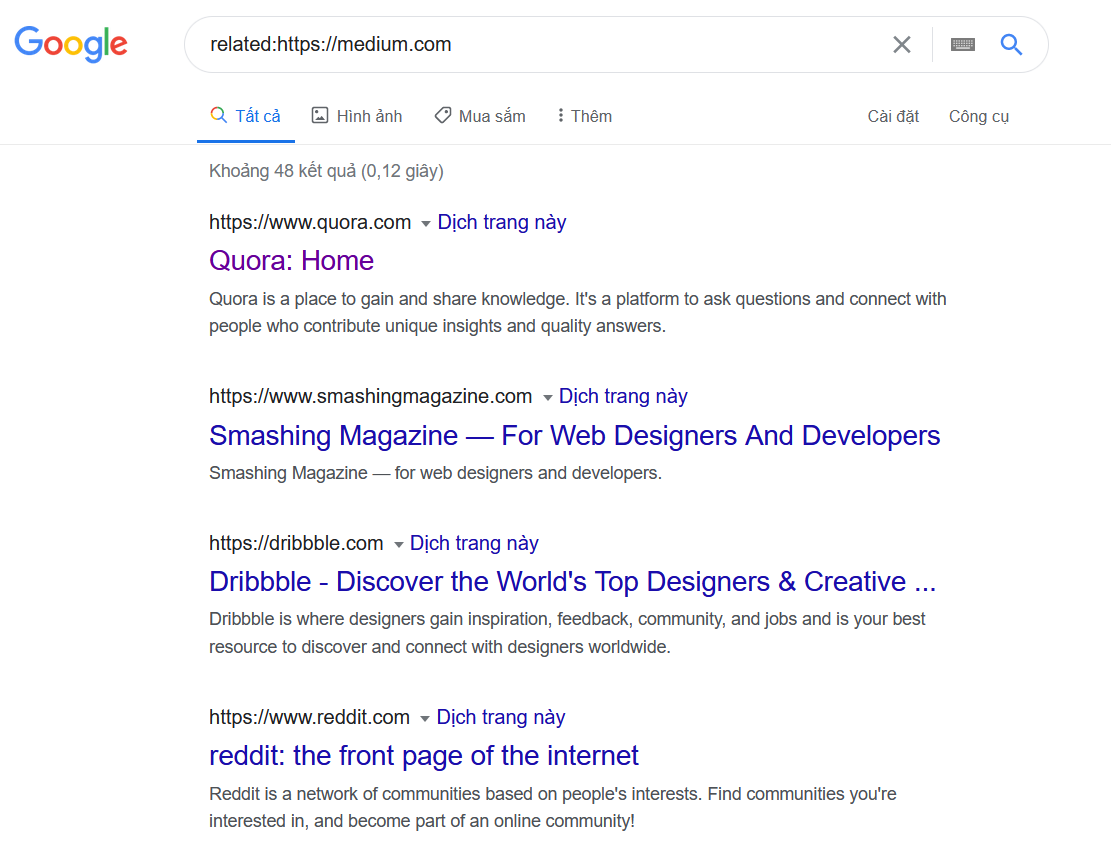 Google
related:https://medium.com
Tất cả Hình ảnh Mua sắm Thêm Cài đặt Công cụ
Khoảng 48 kết quả (0,12 giây)
https://www.quora.com Dịch trang này
Quora: Home
Quora is a place to gain and share knowledge. It's a platform to ask questions and connect with
people who contribute unique insights and quality answers.
https://www.smashingmagazine.com Dịch trang này
Smashing Magazine — For Web Designers And Developers
Smashing Magazine — for web designers and developers.
https://dribbble.com Dịch trang này
Dribbble - Discover the World's Top Designers & Creative ...
Dribbble is where designers gain inspiration, feedback, community, and jobs and is your best
resource to discover and connect with designers worldwide.
https://www.reddit.com Dịch trang này
reddit: the front page of the internet
Reddit is a network of communities based on people's interests. Find communities you're
interested in, and become part of an online community!